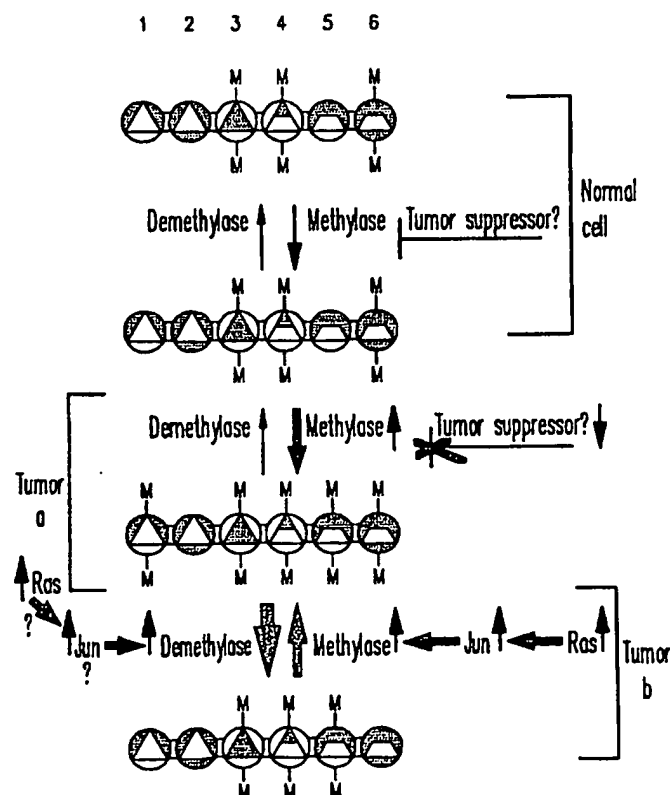 1 2 3 4 5 6
M M M
M M M
Normal
cell
Demethylase Methylase Tumor suppressor?
M M M
M M M
Demethylase Methylase Tumor suppressor?
Tumor
a
M M M M M
M M M M M
Ras
?
Jun
?
Demethylase Methylase Jun Ras
Tumor
b
M M M
M M M